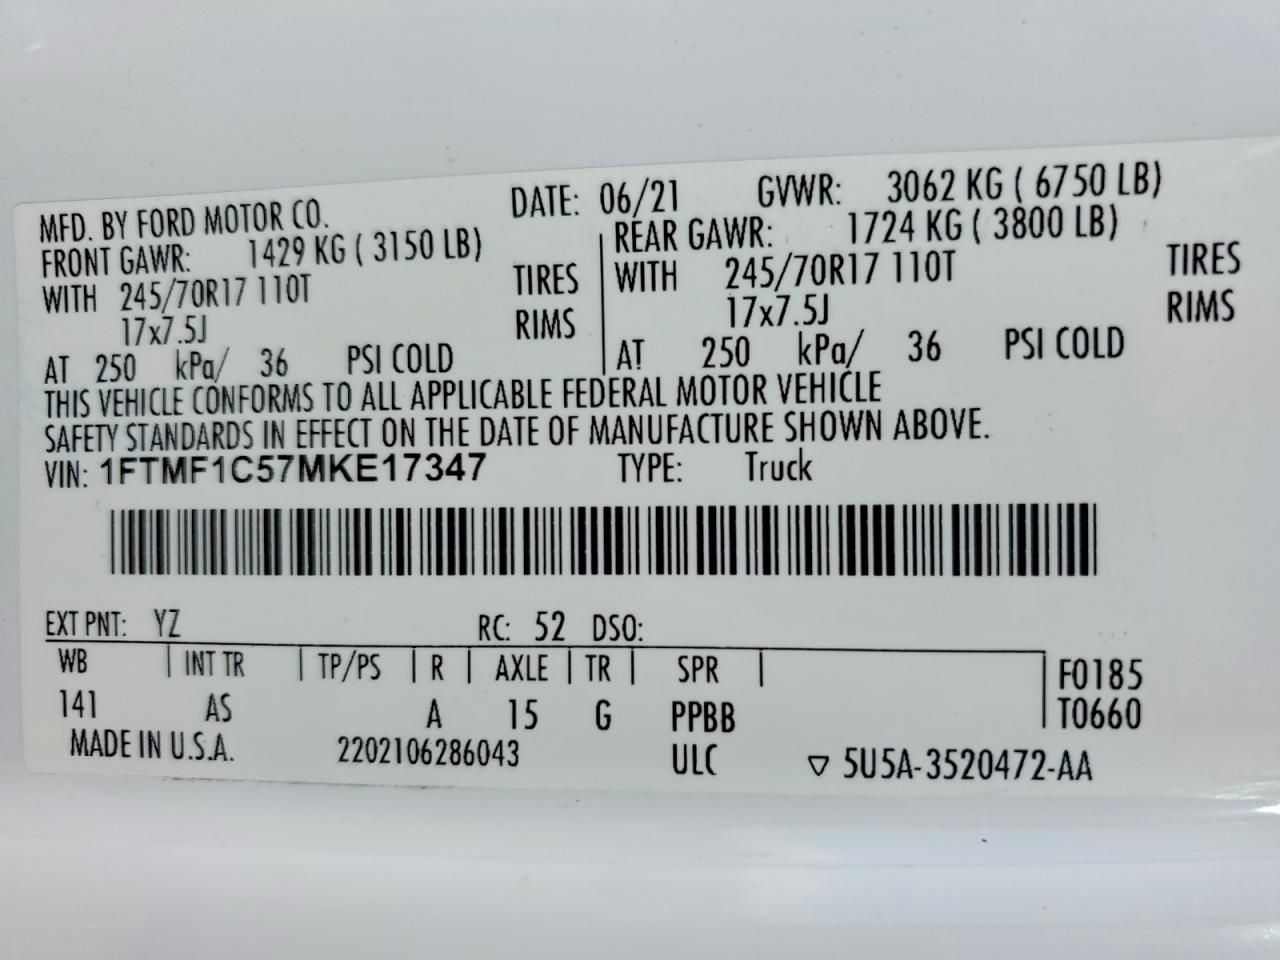 MFD. BY FORD MOTOR CO. DATE: 06/21 GVWR: 3062 KG ( 6750 LB)
FRONT GAWR: 1429 KG ( 3150 LB) REAR GAWR: 1724 KG ( 3800 LB)
WITH 245/70R17 110T TIRES WITH 245/70R17 110T TIRES
17x7.5J RIMS 17x7.5J RIMS
AT 250 kPa/ 36 PSI COLD AT 250 kPa/ 36 PSI COLD
THIS VEHICLE CONFORMS TO ALL APPLICABLE FEDERAL MOTOR VEHICLE
SAFETY STANDARDS IN EFFECT ON THE DATE OF MANUFACTURE SHOWN ABOVE.
VIN: 1FTMF1C57MKE17347 TYPE: Truck
EXT PNT: YZ RC: 52 DSO:
WB INT TR TP/PS R AXLE TR SPR F0185
141 AS A 15 G PPBB T0660
MADE IN U.S.A. 2202106286043 ULC ▽ 5U5A-3520472-AA